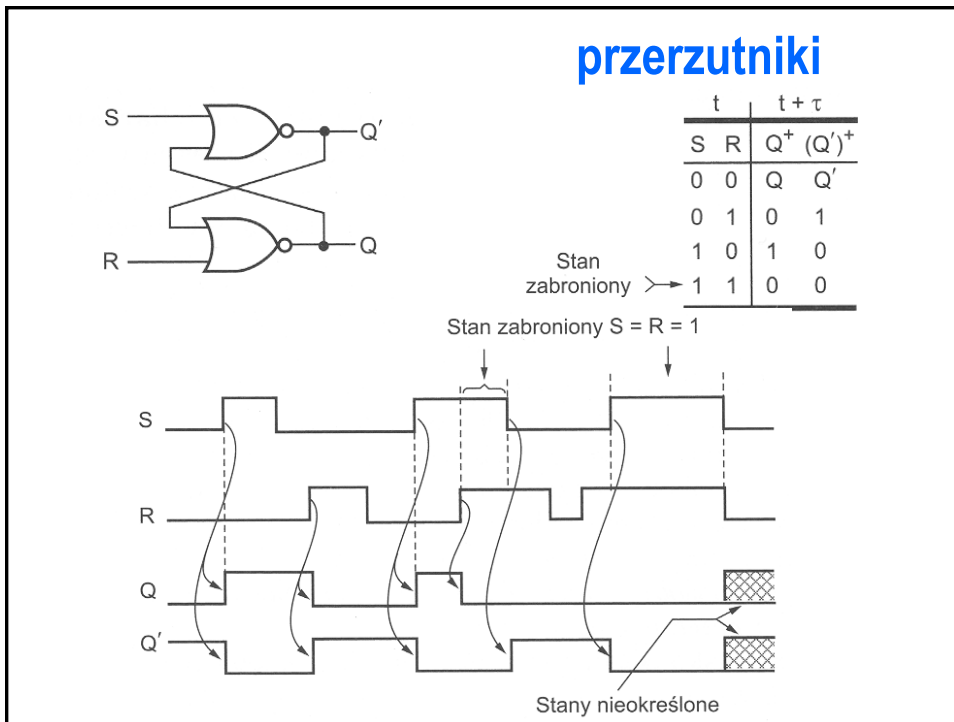 przerzutniki
S
Q′
R
Q
t t + τ
S R Q⁺ (Q′)⁺
0 0 Q Q′
0 1 0 1
1 0 1 0
1 1 0 0
Stan
zabroniony
Stan zabroniony S = R = 1
S
R
Q
Q′
Stany nieokreślone